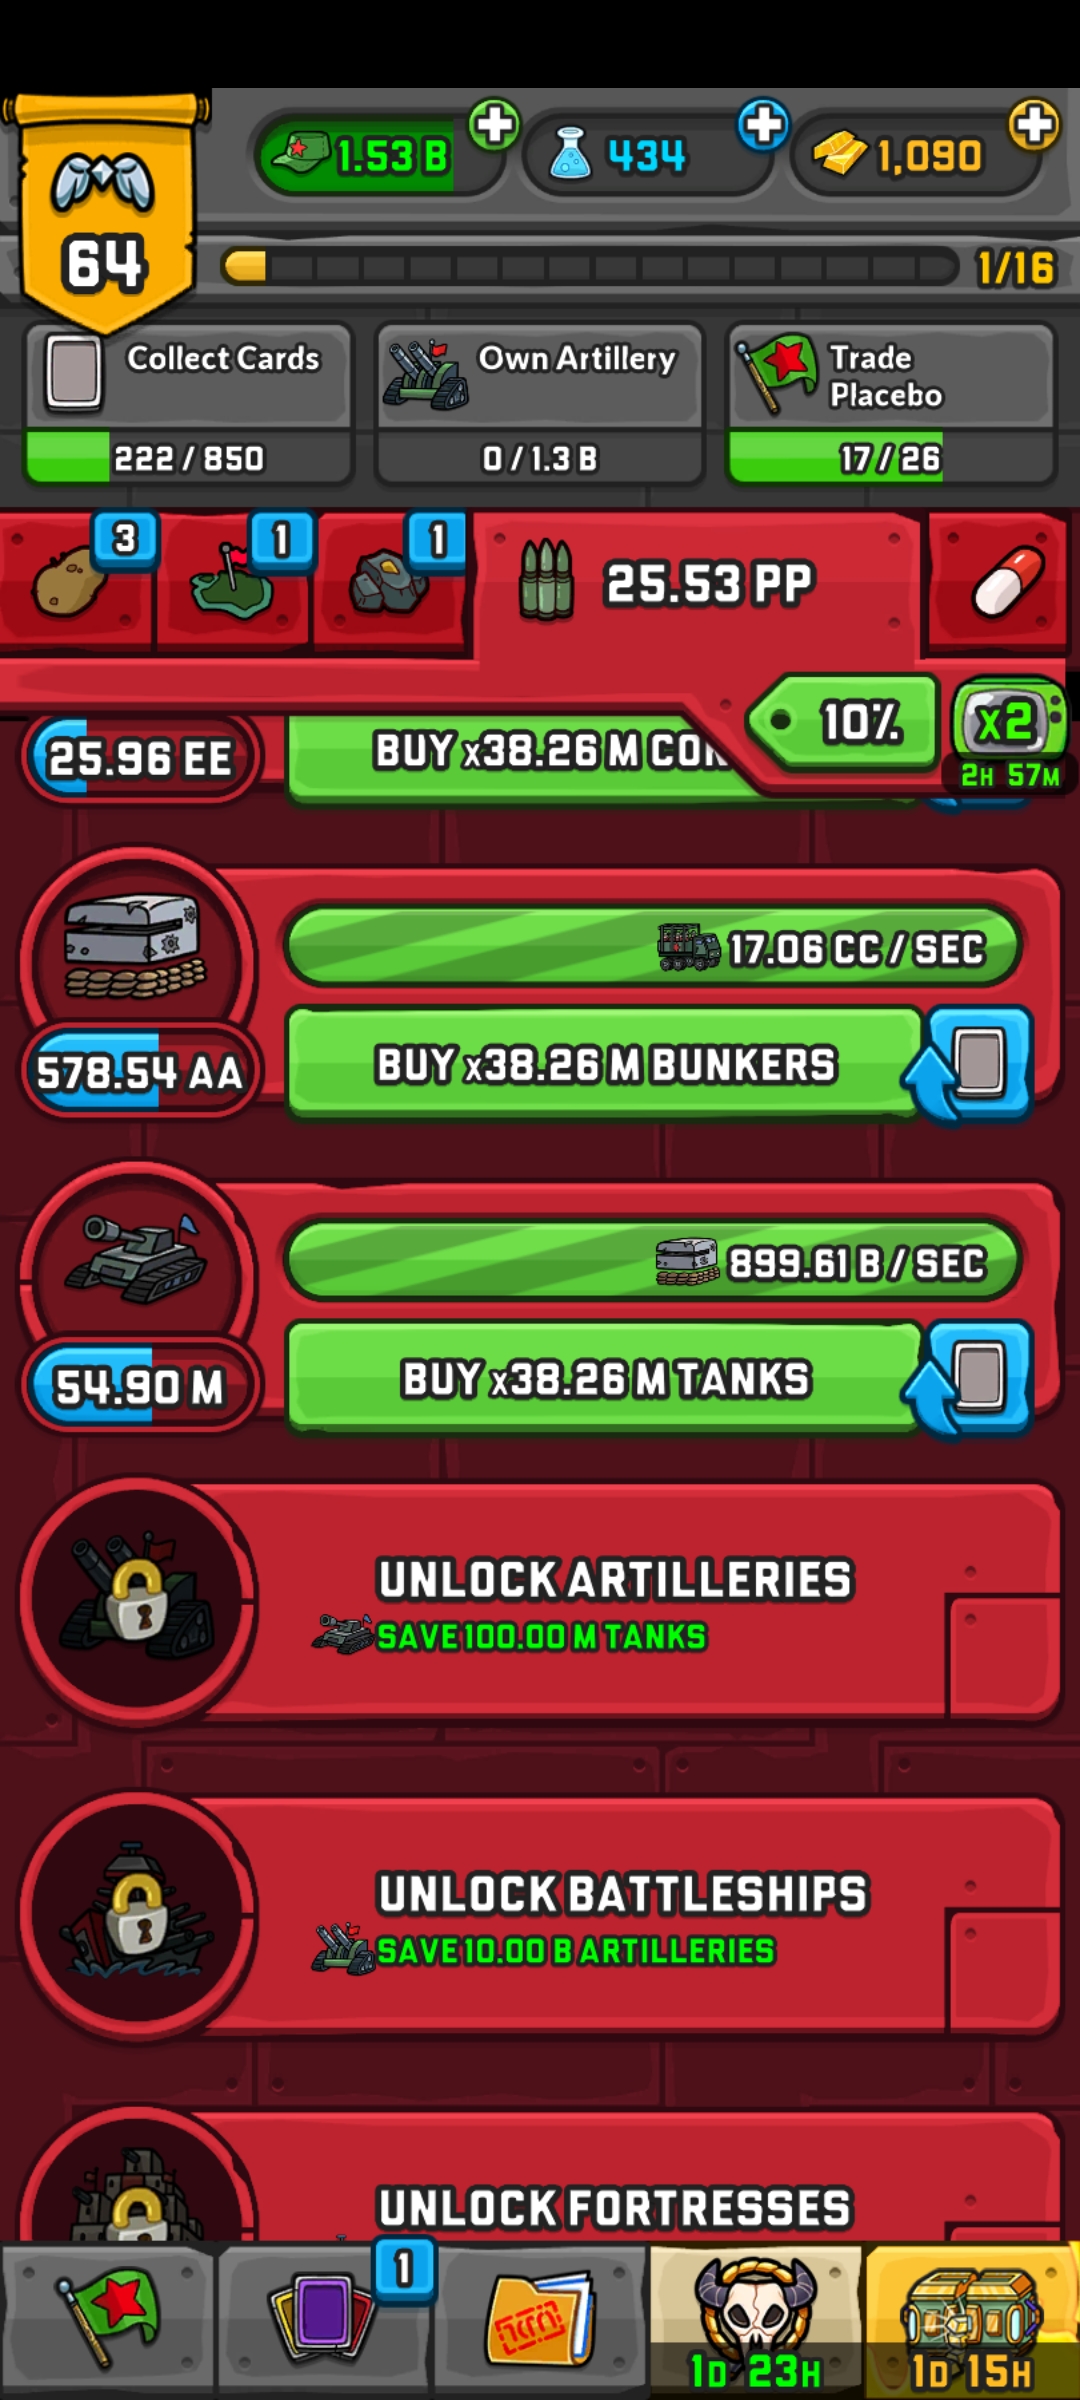 64
1.53 B
434
1,090
1/16
Collect Cards
222 / 850
Own Artillery
0 / 1.3 B
Trade
Placebo
17 / 26
3
1
1
25.53 PP
10%
x2
2H 57M
25.96 EE
BUY x38.26 M
17.06 CC / SEC
578.54 AA
BUY x38.26 M BUNKERS
899.61 B / SEC
54.90 M
BUY x38.26 M TANKS
UNLOCK ARTILLERIES
SAVE 100.00 M TANKS
UNLOCK BATTLESHIPS
SAVE 10.00 B ARTILLERIES
UNLOCK FORTRESSES
1
1D 23H
1D 15H